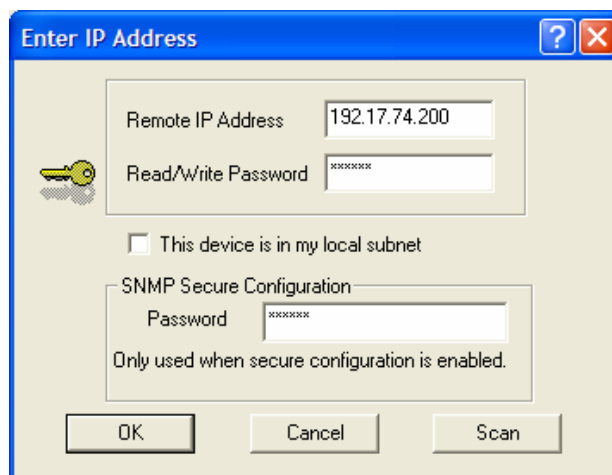 Enter IP Address
Remote IP Address 192.17.74.200
Read/Write Password ******
This device is in my local subnet
SNMP Secure Configuration
Password ******
Only used when secure configuration is enabled.
OK Cancel Scan